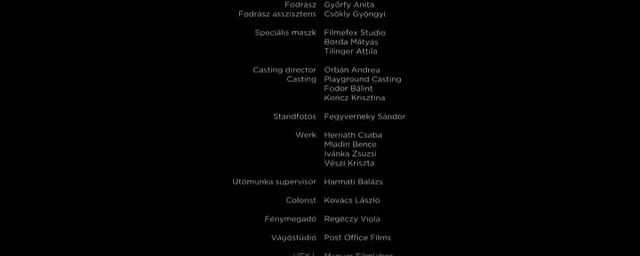 Fodrász Győrfy Anita
Fodrász asszisztens Csőkly Gyöngyi
Speciális maszk Filmefex Studio
Borda Mátyás
Tilinger Attila
Casting director Orbán Andrea
Casting Playground Casting
Fodor Bálint
Koncz Krisztina
Standfotós Fegyverneky Sándor
Werk Hernáth Csaba
Mladin Bence
Ivánka Zsuzsi
Vészi Kriszta
Utómunka supervisor Harmati Balázs
Colorist Kovács László
Fénymegadó Regéczy Viola
Vágóstúdió Post Office Films